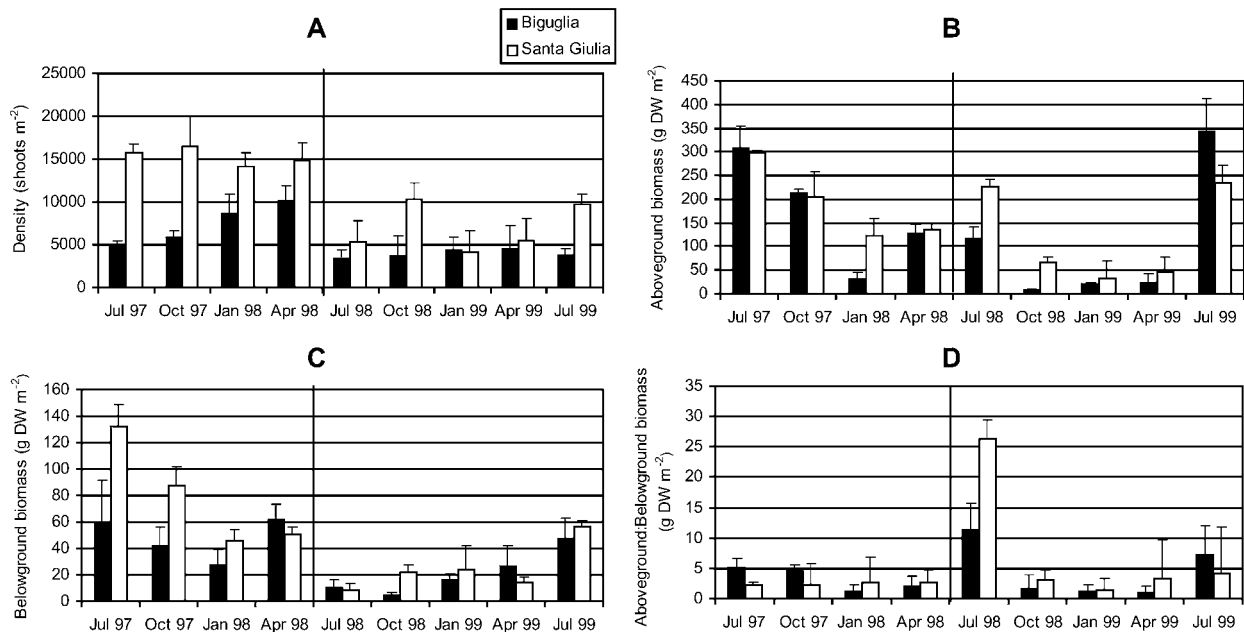 A
Biguglia
Santa Giulia
B
Density (shoots m-2)
25000
20000
15000
10000
5000
0
Jul 97 Oct 97 Jan 98 Apr 98 Jul 98 Oct 98 Jan 99 Apr 99 Jul 99
Aboveground biomass (g DW m-2)
450
400
350
300
250
200
150
100
50
0
Jul 97 Oct 97 Jan 98 Apr 98 Jul 98 Oct 98 Jan 99 Apr 99 Jul 99
C
Belowground biomass (g DW m-2)
160
140
120
100
80
60
40
20
0
Jul 97 Oct 97 Jan 98 Apr 98 Jul 98 Oct 98 Jan 99 Apr 99 Jul 99
D
Aboveground:Belowground biomass
(g DW m-2)
35
30
25
20
15
10
5
0
Jul 97 Oct 97 Jan 98 Apr 98 Jul 98 Oct 98 Jan 99 Apr 99 Jul 99